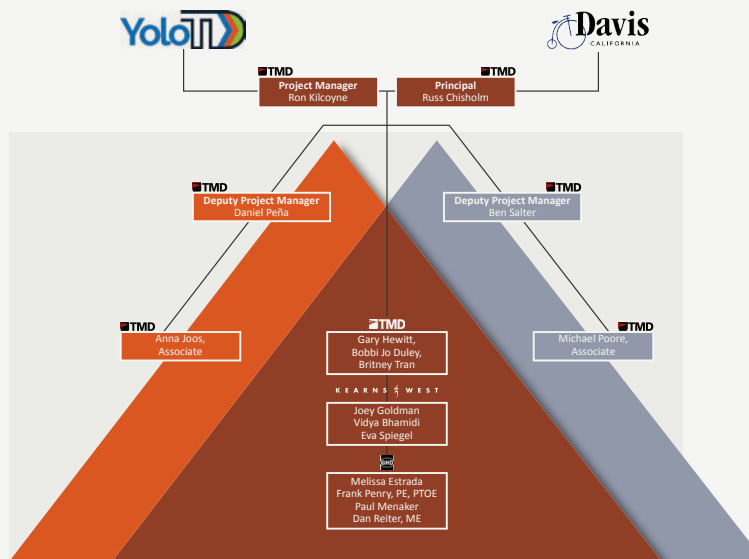 YoloTD
Davis
CALIFORNIA
TMD
Project Manager
Ron Kilcoyne
TMD
Principal
Russ Chisholm
TMD
Deputy Project Manager
Daniel Peña
TMD
Deputy Project Manager
Ben Salter
TMD
Anna Joos,
Associate
TMD
Gary Hewitt,
Bobbi Jo Duley,
Britney Tran
TMD
Michael Poore,
Associate
KEARNS WEST
Joey Goldman
Vidya Bhamidi
Eva Spiegel
GHD
Melissa Estrada
Frank Penry, PE, PTOE
Paul Menaker
Dan Reiter, ME